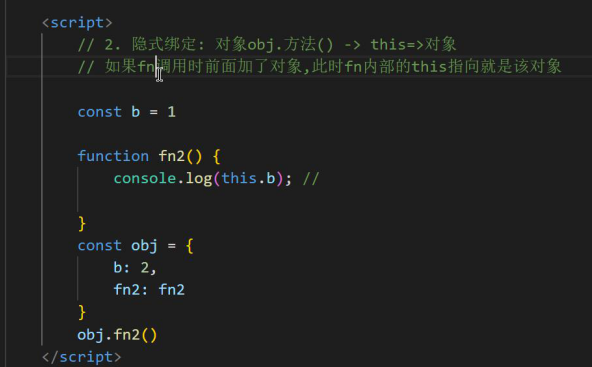 <script>
// 2. 隐式绑定: 对象obj.方法() -> this=>对象
// 如果fn调用时前面加了对象,此时fn内部的this指向就是该对象
const b = 1
function fn2() {
console.log(this.b); //
}
const obj = {
b: 2,
fn2: fn2
}
obj.fn2()
</script>